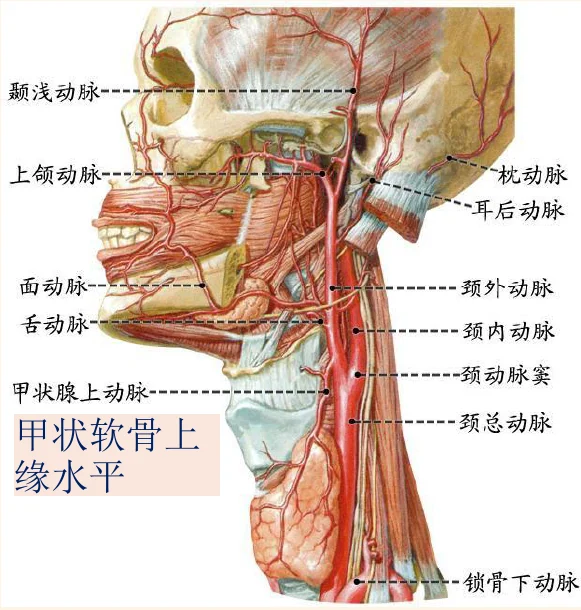 颞浅动脉
上颌动脉
枕动脉
耳后动脉
面动脉
颈外动脉
舌动脉
颈内动脉
颈动脉窦
甲状腺上动脉
颈总动脉
甲状软骨上
缘水平
锁骨下动脉